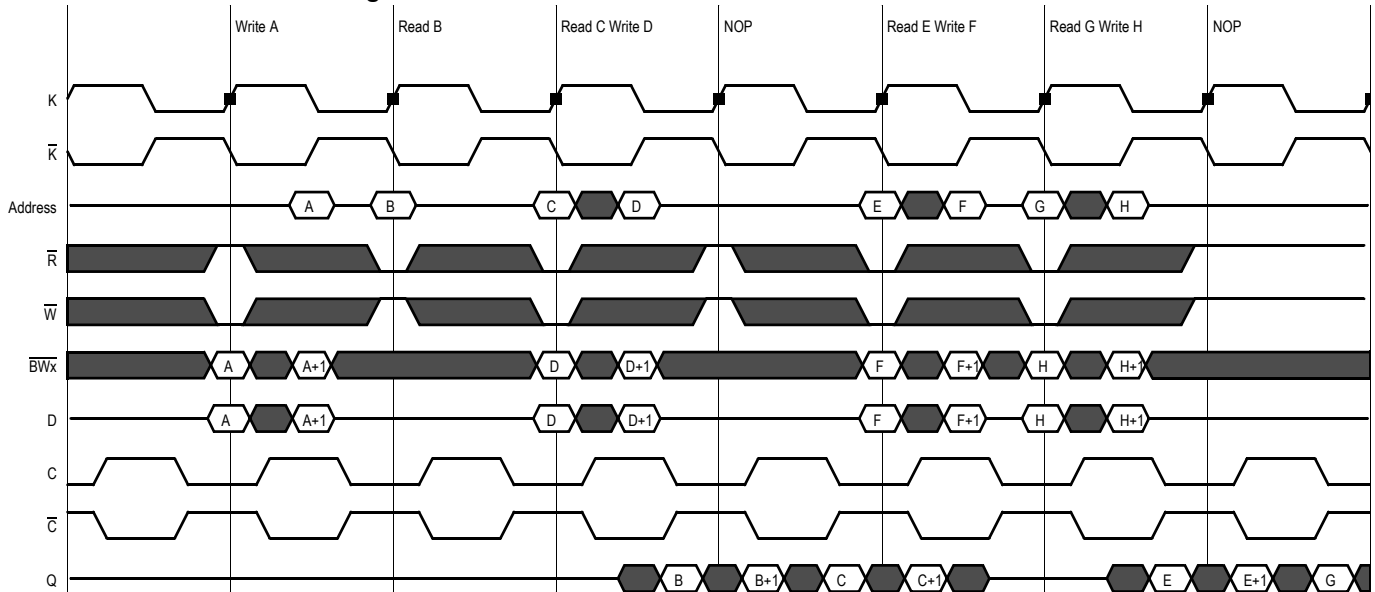 Write A Read B Read C Write D NOP Read E Write F Read G Write H NOP
K
K̅
Address A B C D E F G H
R̅
W̅
B̅W̅x̅ A A+1 D D+1 F F+1 H H+1
D A A+1 D D+1 F F+1 H H+1
C
C̅
Q B B+1 C C+1 E E+1 G